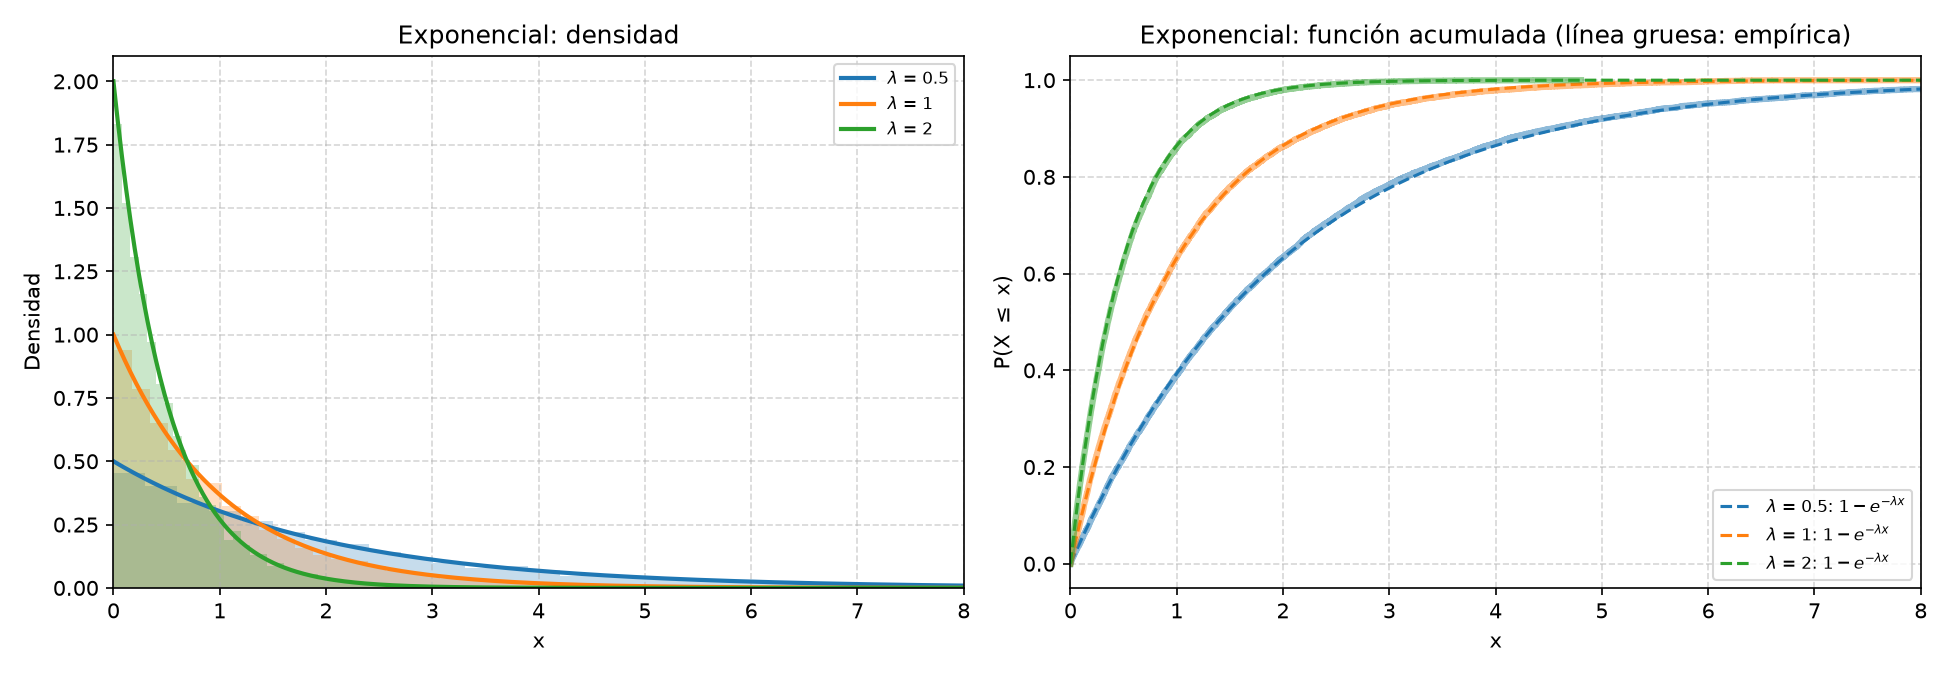 Exponencial: densidad
Densidad
2.00
1.75
1.50
1.25
1.00
0.75
0.50
0.25
0.00
0 1 2 3 4 5 6 7 8
x
λ = 0.5
λ = 1
λ = 2
Exponencial: función acumulada (línea gruesa: empírica)
P(X ≤ x)
1.0
0.8
0.6
0.4
0.2
0.0
0 1 2 3 4 5 6 7 8
x
λ = 0.5: 1 − e^{−λx}
λ = 1: 1 − e^{−λx}
λ = 2: 1 − e^{−λx}